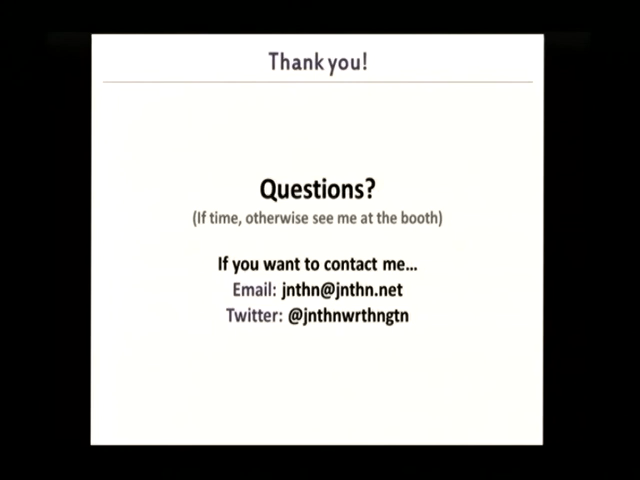 Thank you!
Questions?
(If time, otherwise see me at the booth)
If you want to contact me...
Email: jnthn@jnthn.net
Twitter: @jnthnwrthngtn